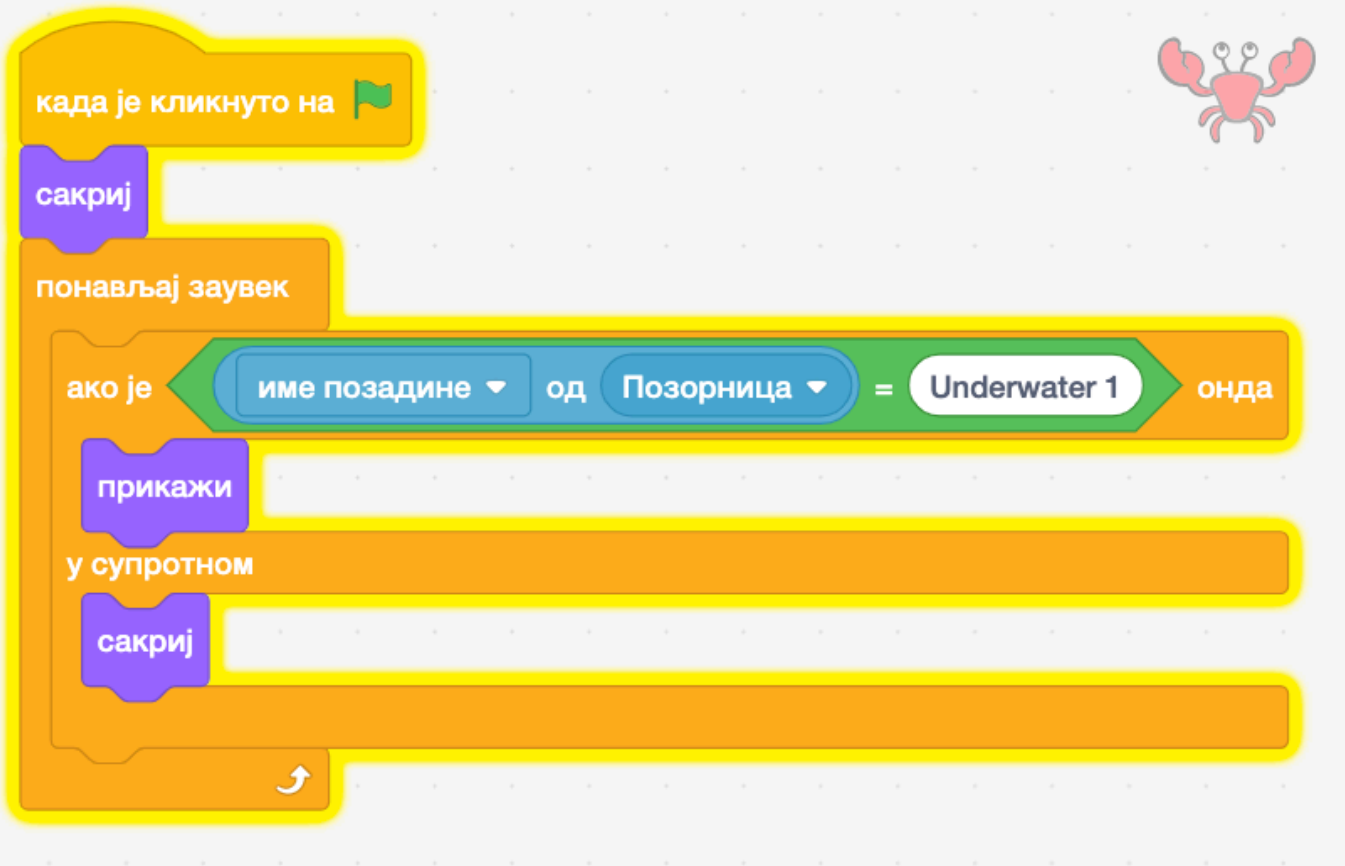 када је кликнуто на
сакриј
понављај заувек
ако је име позадине од Позорница = Underwater 1 онда
прикажи
у супротном
сакриј